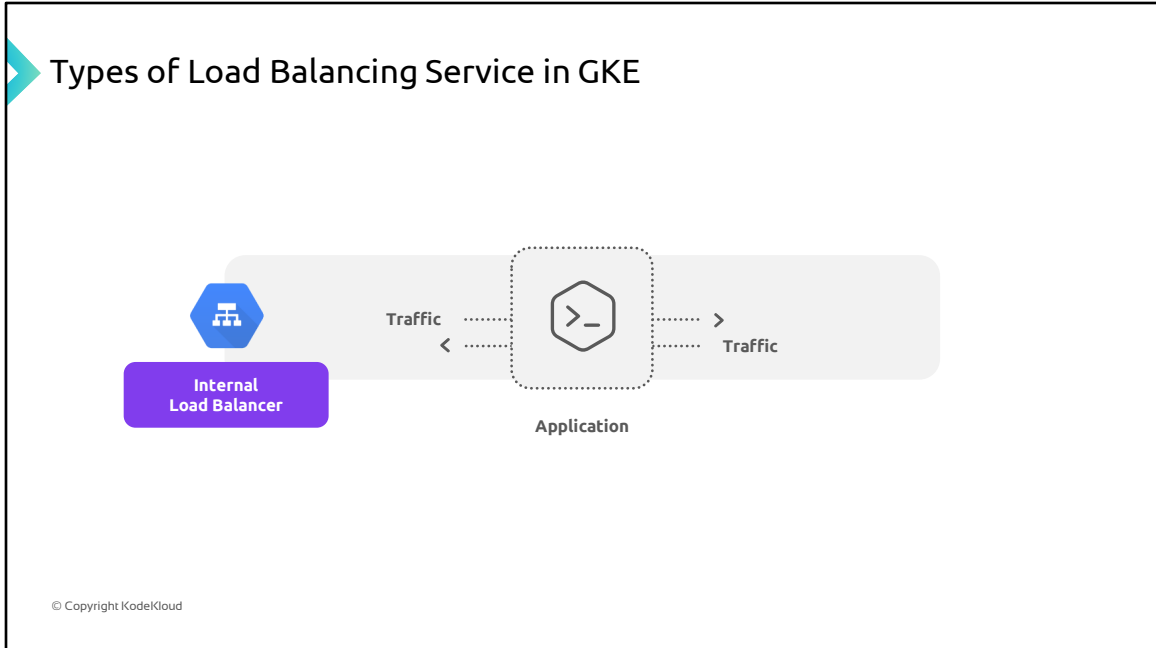 Types of Load Balancing Service in GKE
Traffic
Traffic
Internal
Load Balancer
Application
© Copyright KodeKloud